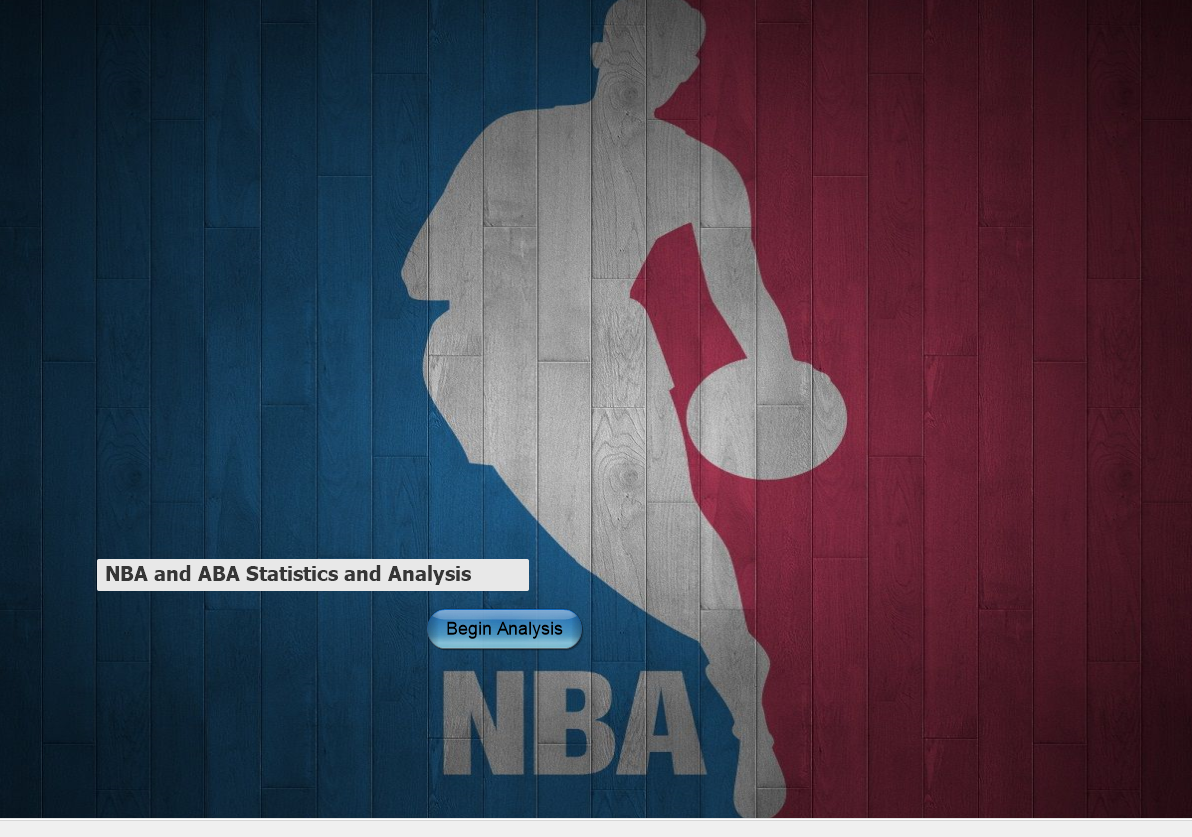 NBA and ABA Statistics and Analysis
Begin Analysis
NBA